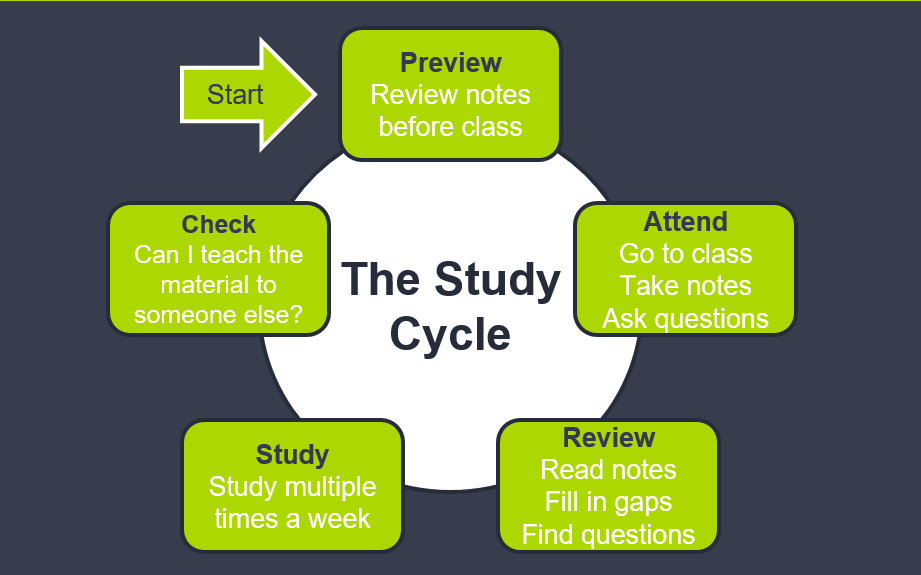 Start
Preview
Review notes
before class
Attend
Go to class
Take notes
Ask questions
Review
Read notes
Fill in gaps
Find questions
Study
Study multiple
times a week
Check
Can I teach the
material to
someone else?
The Study
Cycle